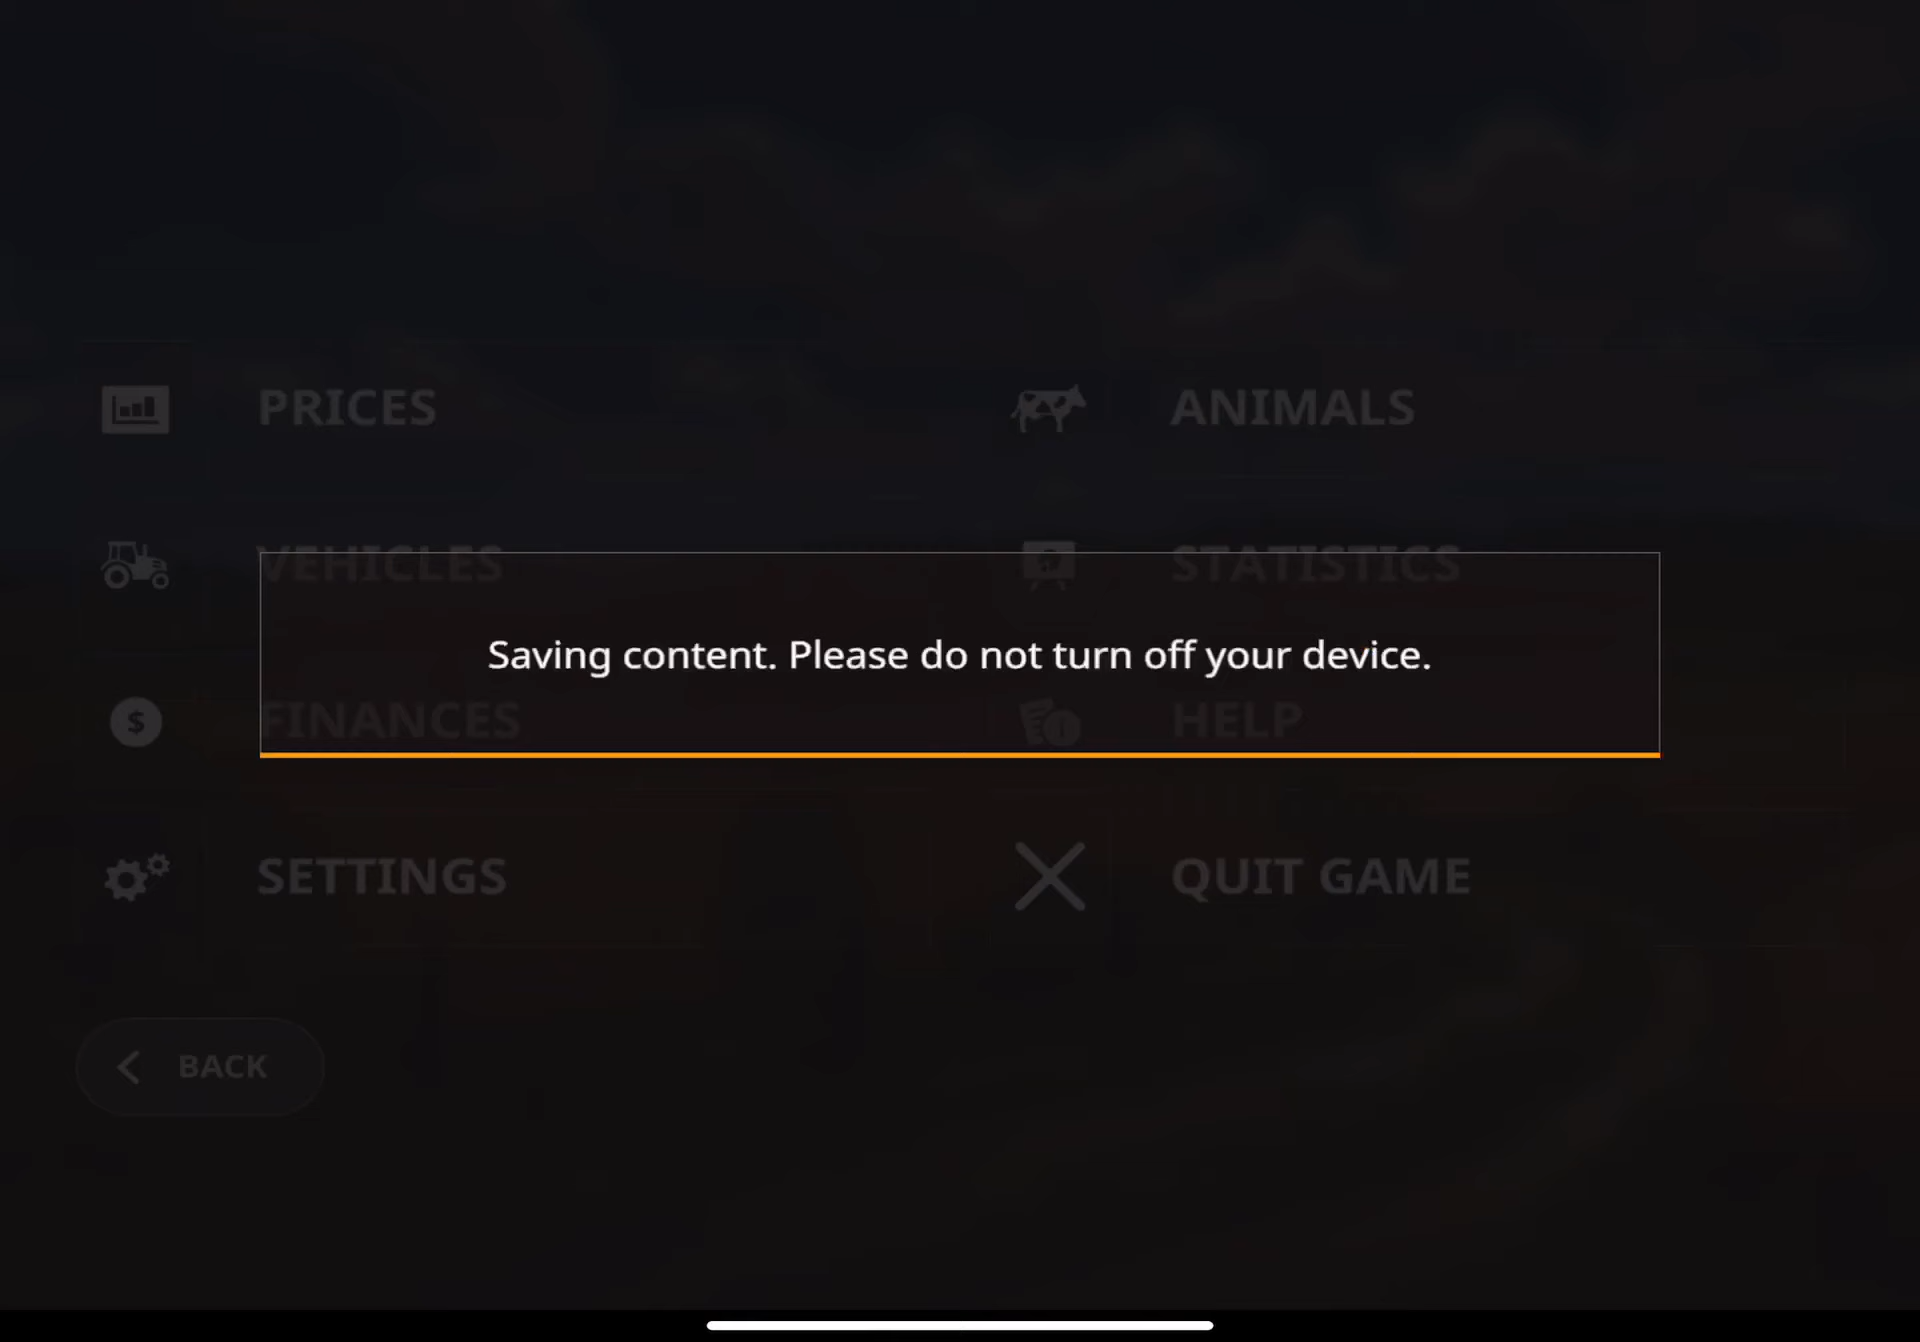 PRICES
ANIMALS
VEHICLES
STATISTICS
Saving content. Please do not turn off your device.
FINANCES
HELP
SETTINGS
QUIT GAME
BACK